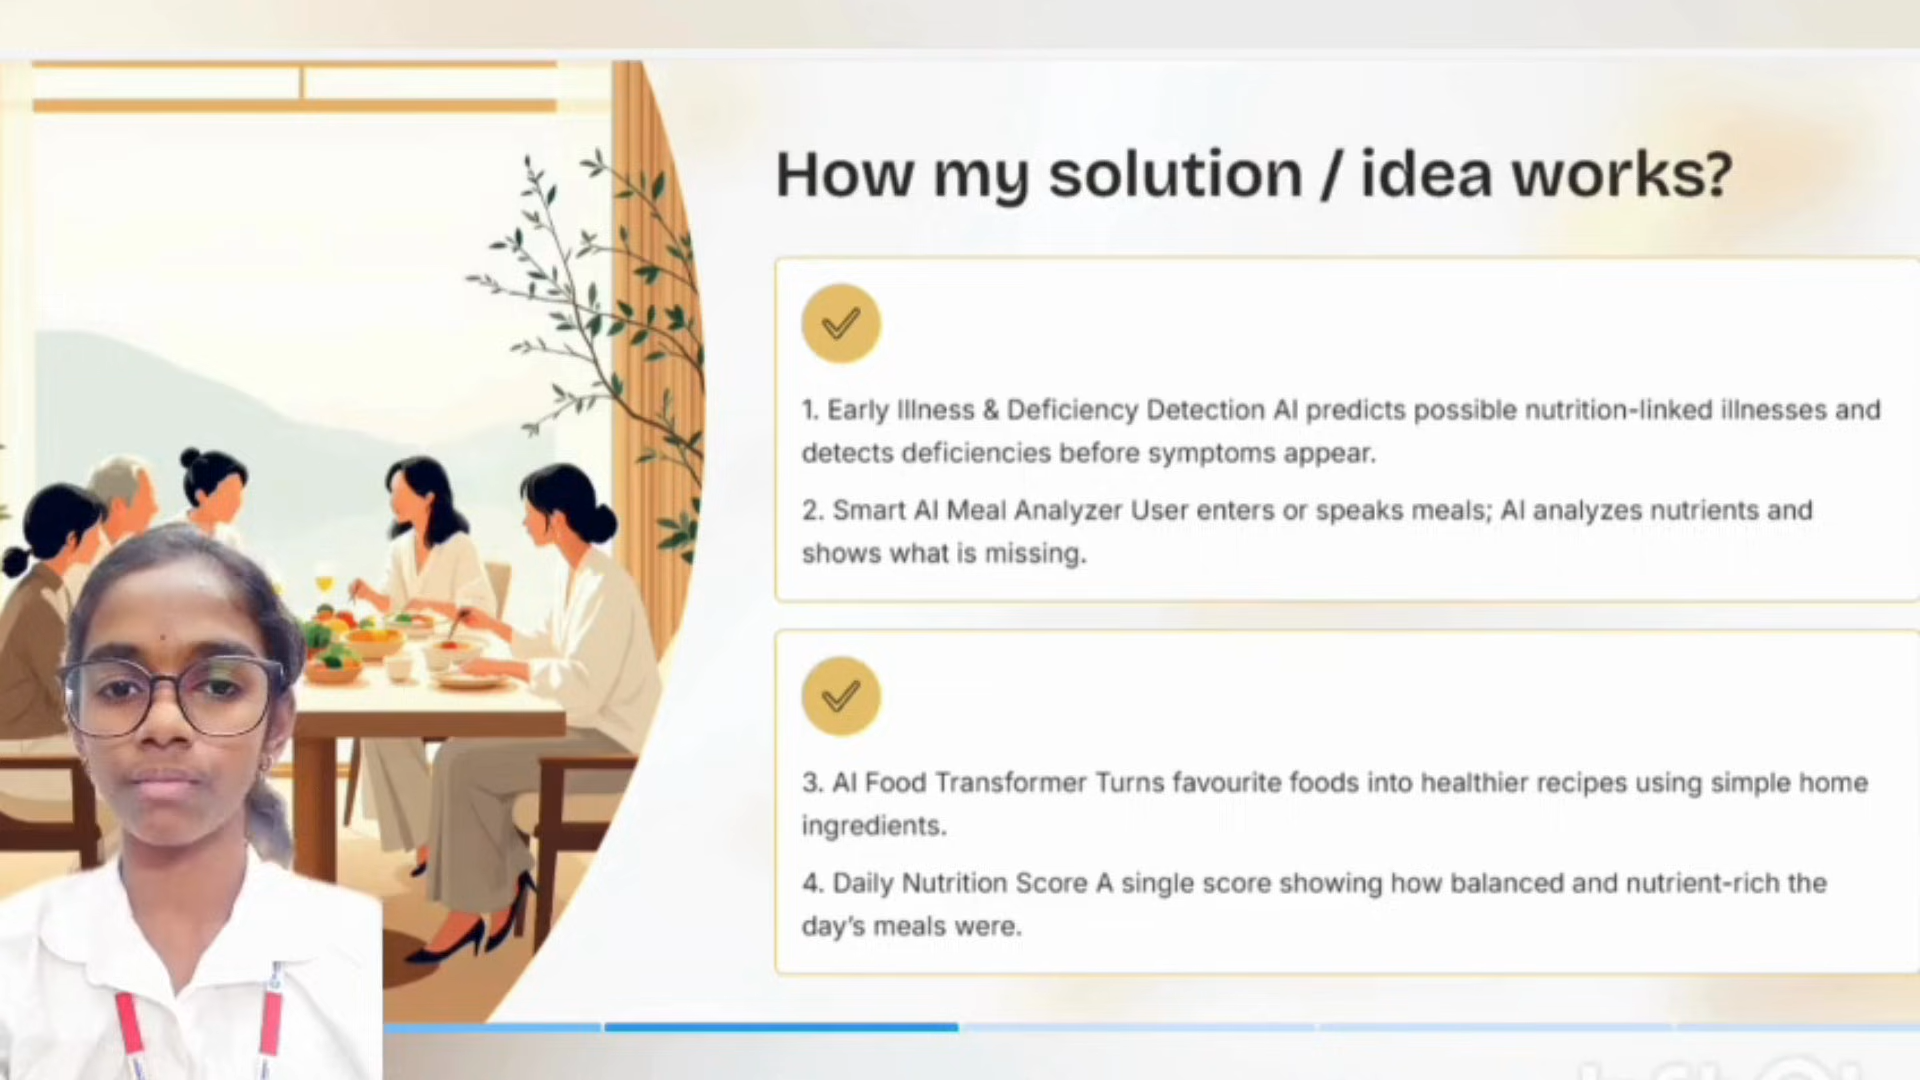 How my solution / idea works?
1. Early Illness & Deficiency Detection AI predicts possible nutrition-linked illnesses and
detects deficiencies before symptoms appear.
2. Smart AI Meal Analyzer User enters or speaks meals; AI analyzes nutrients and
shows what is missing.
3. AI Food Transformer Turns favourite foods into healthier recipes using simple home
ingredients.
4. Daily Nutrition Score A single score showing how balanced and nutrient-rich the
day’s meals were.